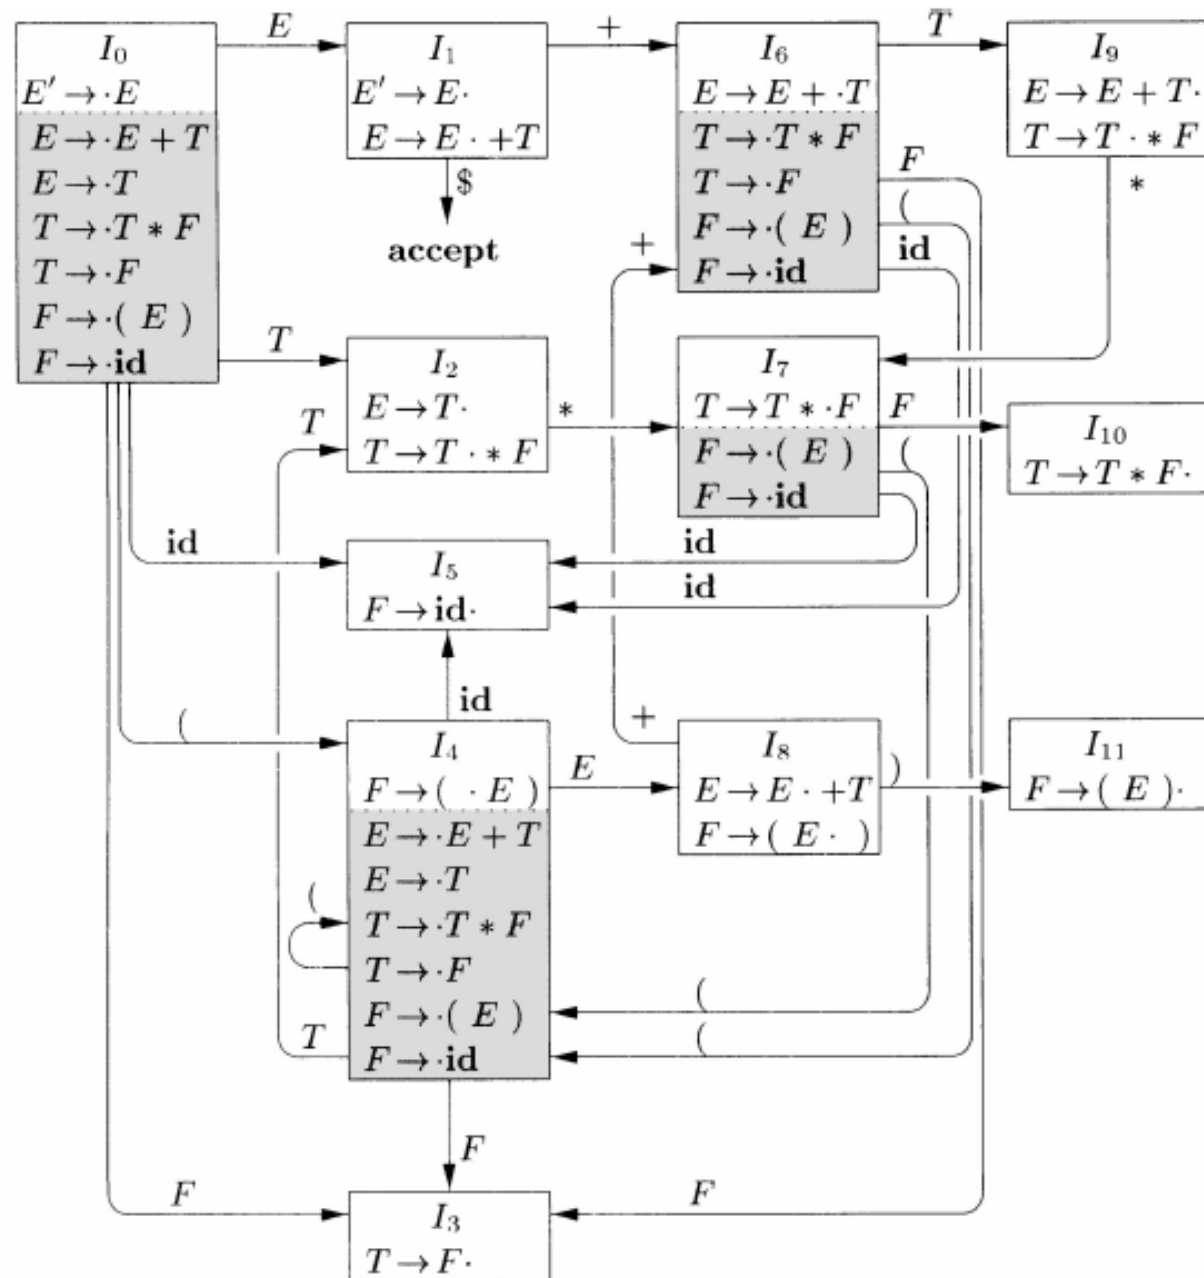 I₀
E′ → ·E
E → ·E + T
E → ·T
T → ·T * F
T → ·F
F → ·( E )
F → ·id
E
I₁
E′ → E·
E → E· +T
$
accept
+
I₆
E → E + ·T
T → ·T * F
T → ·F
F → ·( E )
F → ·id
T
I₉
E → E + T·
T → T· * F
*
F
(
id
+
T
I₂
E → T·
T → T· * F
T
*
I₇
T → T * ·F
F → ·( E )
F → ·id
F
(
I₁₀
T → T * F·
id
I₅
F → id·
id
id
id
(
I₄
F → ( · E )
E → ·E + T
E → ·T
T → ·T * F
T → ·F
F → ·( E )
F → ·id
(
T
E
+
I₈
E → E· +T
F → ( E · )
)
I₁₁
F → ( E )·
(
(
F
F
I₃
T → F·
F